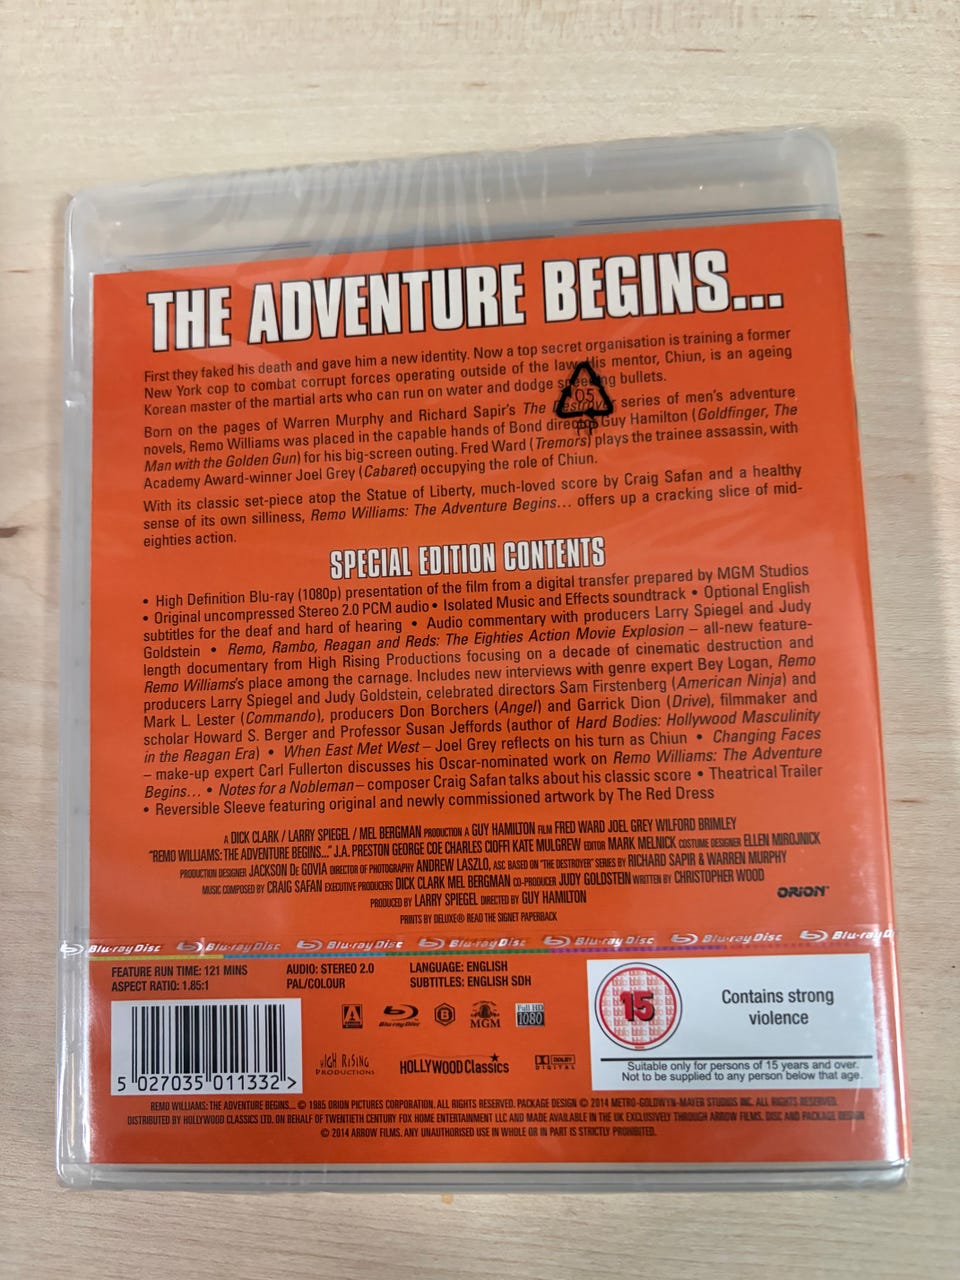 THE ADVENTURE BEGINS...
First they faked his death and gave him a new identity. Now a top secret organisation is training a former
New York cop to combat corrupt forces operating outside of the law. His mentor, Chiun, is an ageing
Korean master of the martial arts who can run on water and dodge speeding bullets.
Born on the pages of Warren Murphy and Richard Sapir's The Destroyer series of men's adventure
novels, Remo Williams was placed in the capable hands of Bond director Guy Hamilton (Goldfinger, The
Man with the Golden Gun) for his big-screen outing. Fred Ward (Tremors) plays the trainee assassin, with
Academy Award-winner Joel Grey (Cabaret) occupying the role of Chiun.
05
PP
With its classic set-piece atop the Statue of Liberty, much-loved score by Craig Safan and a healthy
sense of its own silliness, Remo Williams: The Adventure Begins... offers up a cracking slice of mid-
eighties action.
SPECIAL EDITION CONTENTS
• High Definition Blu-ray (1080p) presentation of the film from a digital transfer prepared by MGM Studios
• Original uncompressed Stereo 2.0 PCM audio • Isolated Music and Effects soundtrack • Optional English
subtitles for the deaf and hard of hearing • Audio commentary with producers Larry Spiegel and Judy
Goldstein • Remo, Rambo, Reagan and Reds: The Eighties Action Movie Explosion – all-new feature-
length documentary from High Rising Productions focusing on a decade of cinematic destruction and
Remo Williams's place among the carnage. Includes new interviews with genre expert Bey Logan, Remo
producers Larry Spiegel and Judy Goldstein, celebrated directors Sam Firstenberg (American Ninja) and
Mark L. Lester (Commando), producers Don Borchers (Angel) and Garrick Dion (Drive), filmmaker and
scholar Howard S. Berger and Professor Susan Jeffords (author of Hard Bodies: Hollywood Masculinity
in the Reagan Era) • When East Met West – Joel Grey reflects on his turn as Chiun • Changing Faces
– make-up expert Carl Fullerton discusses his Oscar-nominated work on Remo Williams: The Adventure
Begins... • Notes for a Nobleman – composer Craig Safan talks about his classic score • Theatrical Trailer
• Reversible Sleeve featuring original and newly commissioned artwork by The Red Dress
A DICK CLARK / LARRY SPIEGEL / MEL BERGMAN PRODUCTION A GUY HAMILTON FILM FRED WARD JOEL GREY WILFORD BRIMLEY
"REMO WILLIAMS: THE ADVENTURE BEGINS..." J.A. PRESTON GEORGE COE CHARLES CIOFFI KATE MULGREW EDITOR MARK MELNICK COSTUME DESIGNER ELLEN MIROJNICK
PRODUCTION DESIGNER JACKSON De GOVIA DIRECTOR OF PHOTOGRAPHY ANDREW LASZLO, ASC BASED ON "THE DESTROYER" SERIES BY RICHARD SAPIR & WARREN MURPHY
MUSIC COMPOSED BY CRAIG SAFAN EXECUTIVE PRODUCERS DICK CLARK MEL BERGMAN CO-PRODUCER JUDY GOLDSTEIN WRITTEN BY CHRISTOPHER WOOD
PRODUCED BY LARRY SPIEGEL DIRECTED BY GUY HAMILTON
ORION
PRINTS BY DELUXE® READ THE SIGNET PAPERBACK
Blu-ray Disc Blu-ray Disc Blu-ray Disc Blu-ray Disc Blu-ray Disc Blu-ray Disc Blu-ray D
FEATURE RUN TIME: 121 MINS
ASPECT RATIO: 1.85:1
AUDIO: STEREO 2.0
PAL/COLOUR
LANGUAGE: ENGLISH
SUBTITLES: ENGLISH SDH
15
Contains strong
violence
Suitable only for persons of 15 years and over.
Not to be supplied to any person below that age.
5 027035 011332 >
Blu-ray Disc
B
MGM
Full HD
1080
HIGH RISING
PRODUCTIONS
HOLLYWOOD Classics
DOLBY
DIGITAL
REMO WILLIAMS: THE ADVENTURE BEGINS... © 1985 ORION PICTURES CORPORATION. ALL RIGHTS RESERVED. PACKAGE DESIGN © 2014 METRO-GOLDWYN-MAYER STUDIOS INC. ALL RIGHTS RESERVED.
DISTRIBUTED BY HOLLYWOOD CLASSICS LTD. ON BEHALF OF TWENTIETH CENTURY FOX HOME ENTERTAINMENT LLC AND MADE AVAILABLE IN THE UK EXCLUSIVELY THROUGH ARROW FILMS. DISC AND PACKAGE DESIGN
© 2014 ARROW FILMS. ANY UNAUTHORISED USE IN WHOLE OR IN PART IS STRICTLY PROHIBITED.